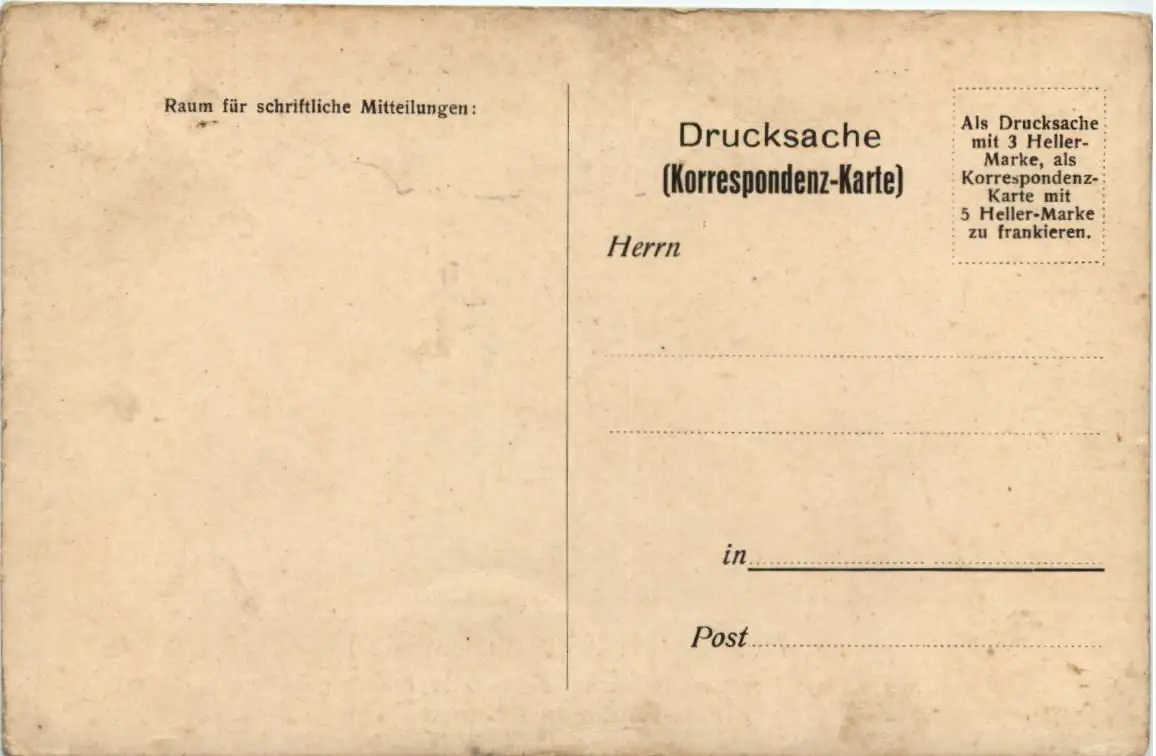 Raum für schriftliche Mitteilungen:
Drucksache
(Korrespondenz-Karte)
Als Drucksache
mit 3 Heller-
Marke, als
Korrespondenz-
Karte mit
5 Heller-Marke
zu frankieren.
Herrn
in
Post